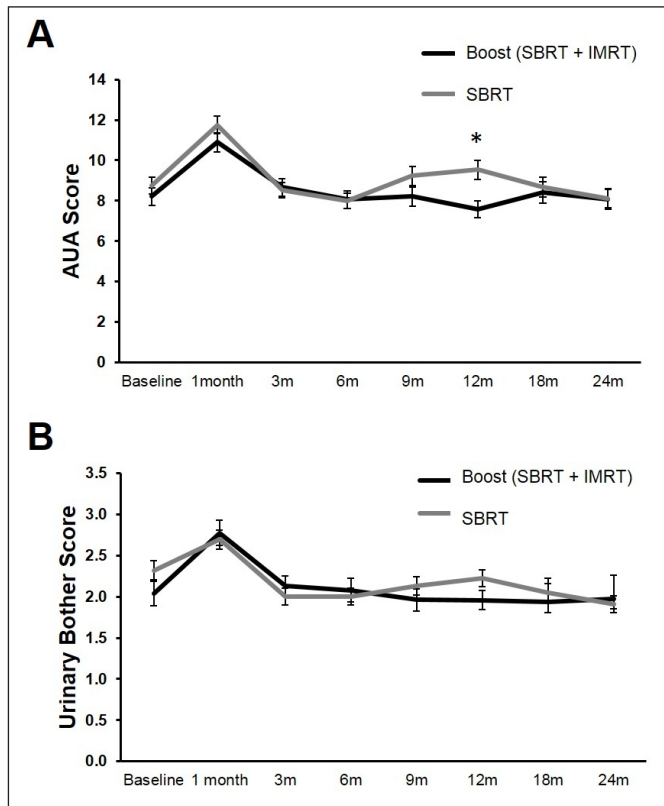 A
Boost (SBRT + IMRT)
SBRT
*
AUA Score
14
12
10
8
6
4
2
0
Baseline 1month 3m 6m 9m 12m 18m 24m
B
Boost (SBRT + IMRT)
SBRT
Urinary Bother Score
3.5
3.0
2.5
2.0
1.5
1.0
0.5
0.0
Baseline 1 month 3m 6m 9m 12m 18m 24m